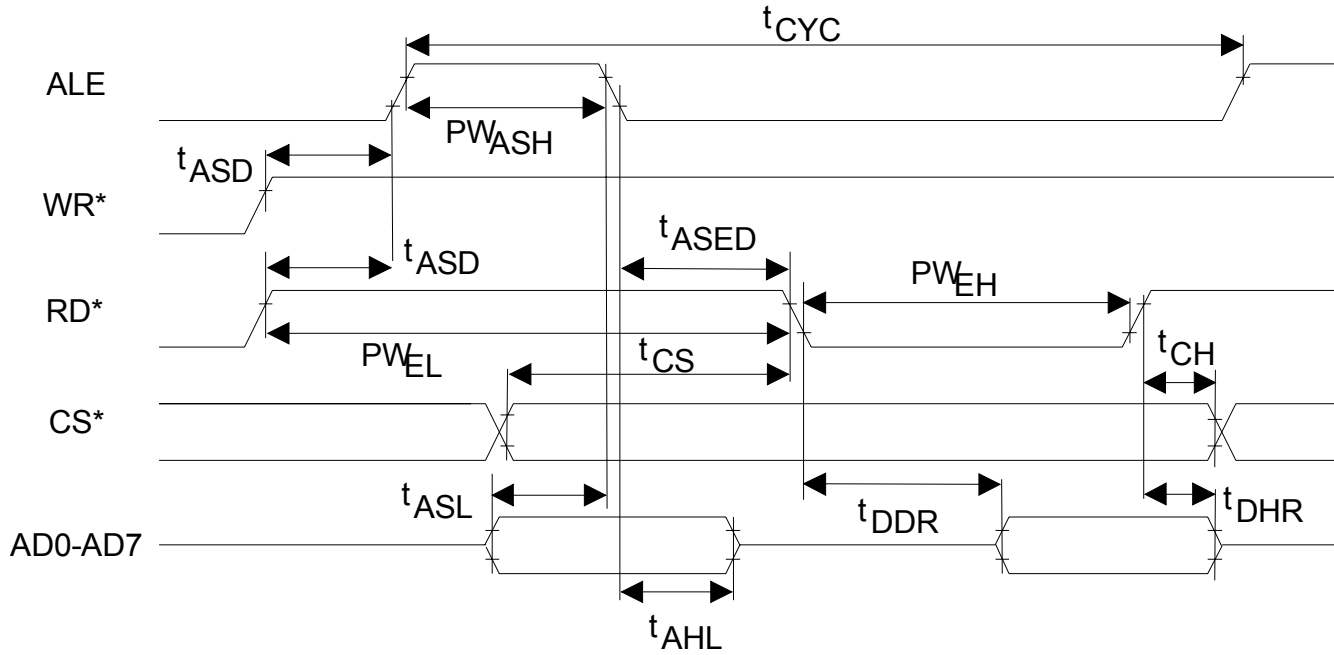 tCYC
ALE
PWASH
tASD
WR*
tASED
tASD
PWEH
RD*
tCH
PWEL
tCS
CS*
tASL
tDDR
tDHR
AD0-AD7
tAHL